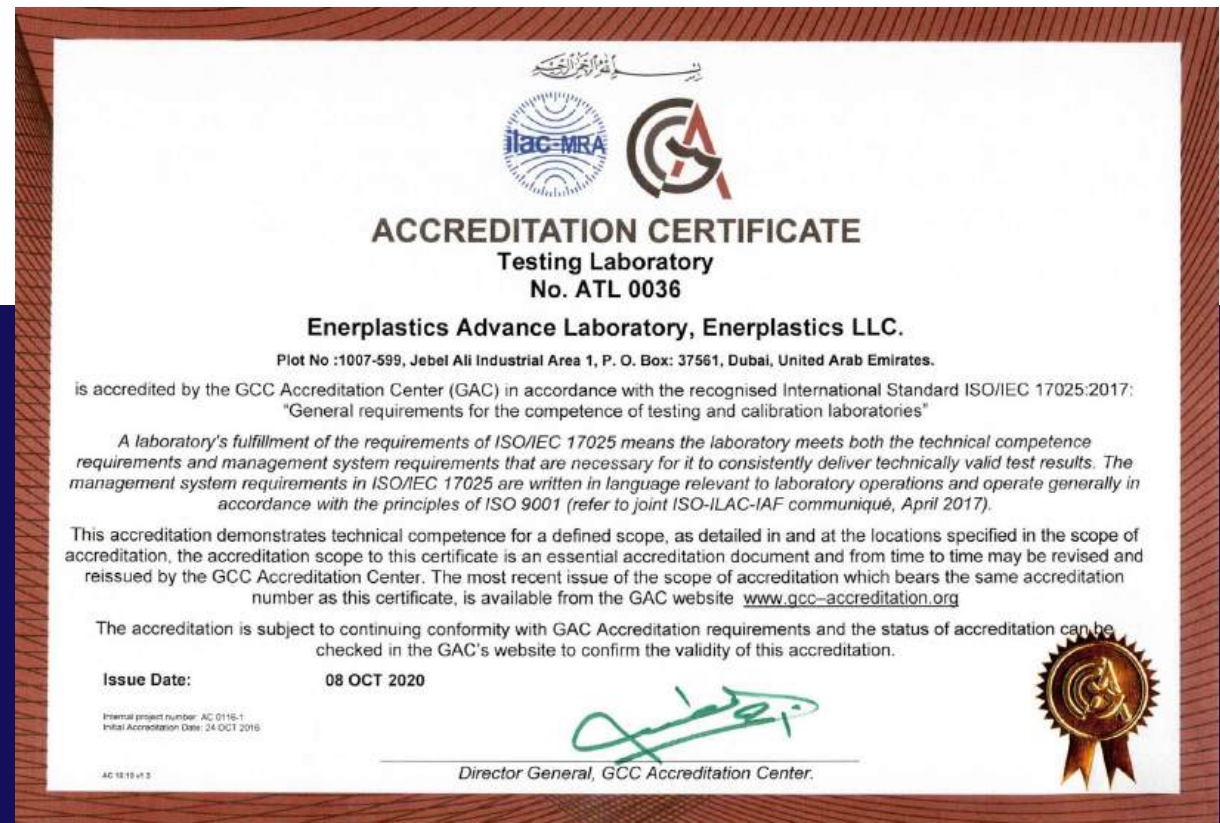 بسم الله الرحمن الرحيم
ilac-MRA
ACCREDITATION CERTIFICATE
Testing Laboratory
No. ATL 0036
Enerplastics Advance Laboratory, Enerplastics LLC.
Plot No :1007-599, Jebel Ali Industrial Area 1, P. O. Box: 37561, Dubai, United Arab Emirates.
is accredited by the GCC Accreditation Center (GAC) in accordance with the recognised International Standard ISO/IEC 17025:2017:
"General requirements for the competence of testing and calibration laboratories"
A laboratory's fulfillment of the requirements of ISO/IEC 17025 means the laboratory meets both the technical competence
requirements and management system requirements that are necessary for it to consistently deliver technically valid test results. The
management system requirements in ISO/IEC 17025 are written in language relevant to laboratory operations and operate generally in
accordance with the principles of ISO 9001 (refer to joint ISO-ILAC-IAF communiqué, April 2017).
This accreditation demonstrates technical competence for a defined scope, as detailed in and at the locations specified in the scope of
accreditation, the accreditation scope to this certificate is an essential accreditation document and from time to time may be revised and
reissued by the GCC Accreditation Center. The most recent issue of the scope of accreditation which bears the same accreditation
number as this certificate, is available from the GAC website www.gcc–accreditation.org
The accreditation is subject to continuing conformity with GAC Accreditation requirements and the status of accreditation can be
checked in the GAC's website to confirm the validity of this accreditation.
Issue Date: 08 OCT 2020
Internal project number: AC 0116-1
Initial Accreditation Date: 24 OCT 2016
Director General, GCC Accreditation Center.